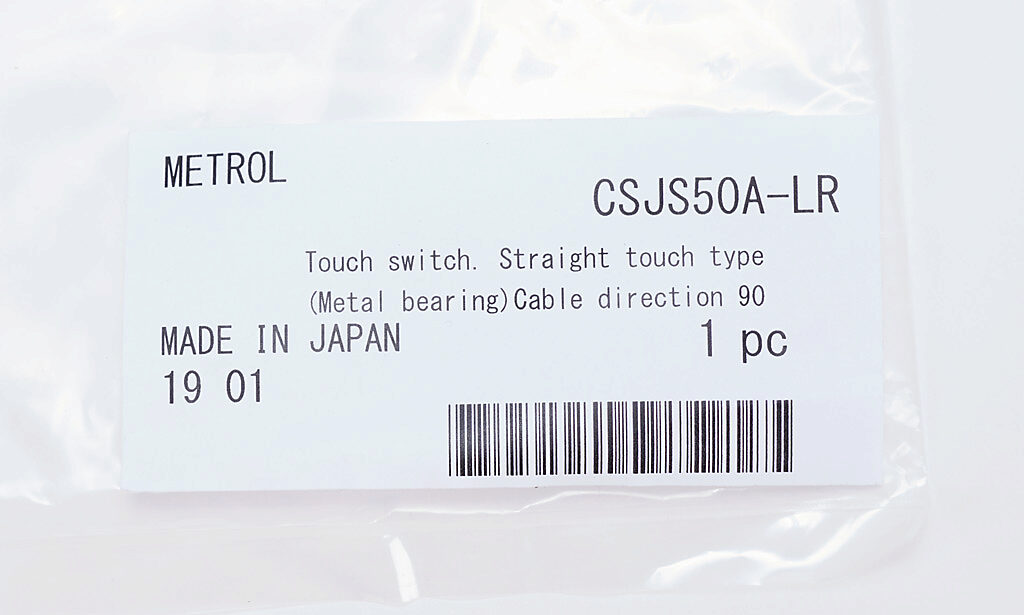 METROL
CSJS50A-LR
Touch switch. Straight touch type
(Metal bearing)Cable direction 90
MADE IN JAPAN
1 pc
19 01